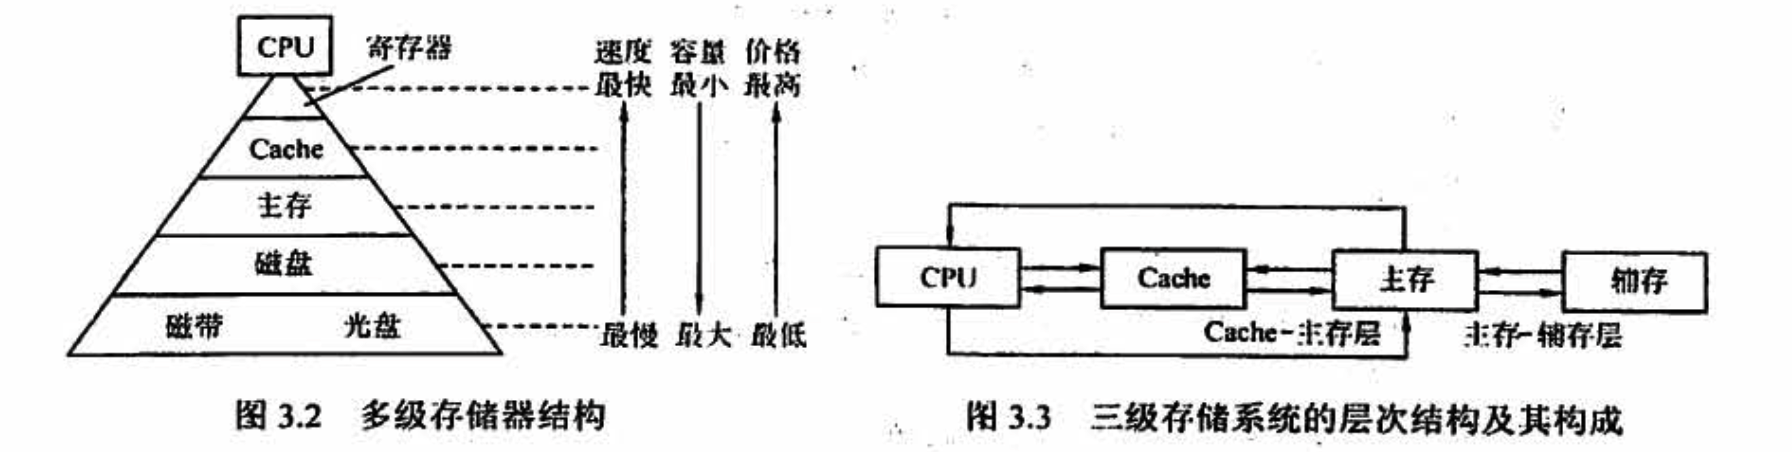 CPU
寄存器
速度 容量 价格
最快 最小 最高
Cache
主存
磁盘
磁带 光盘
最慢 最大 最低
图 3.2 多级存储器结构
CPU
Cache
主存
辅存
Cache-主存层
主存-辅存层
图 3.3 三级存储系统的层次结构及其构成